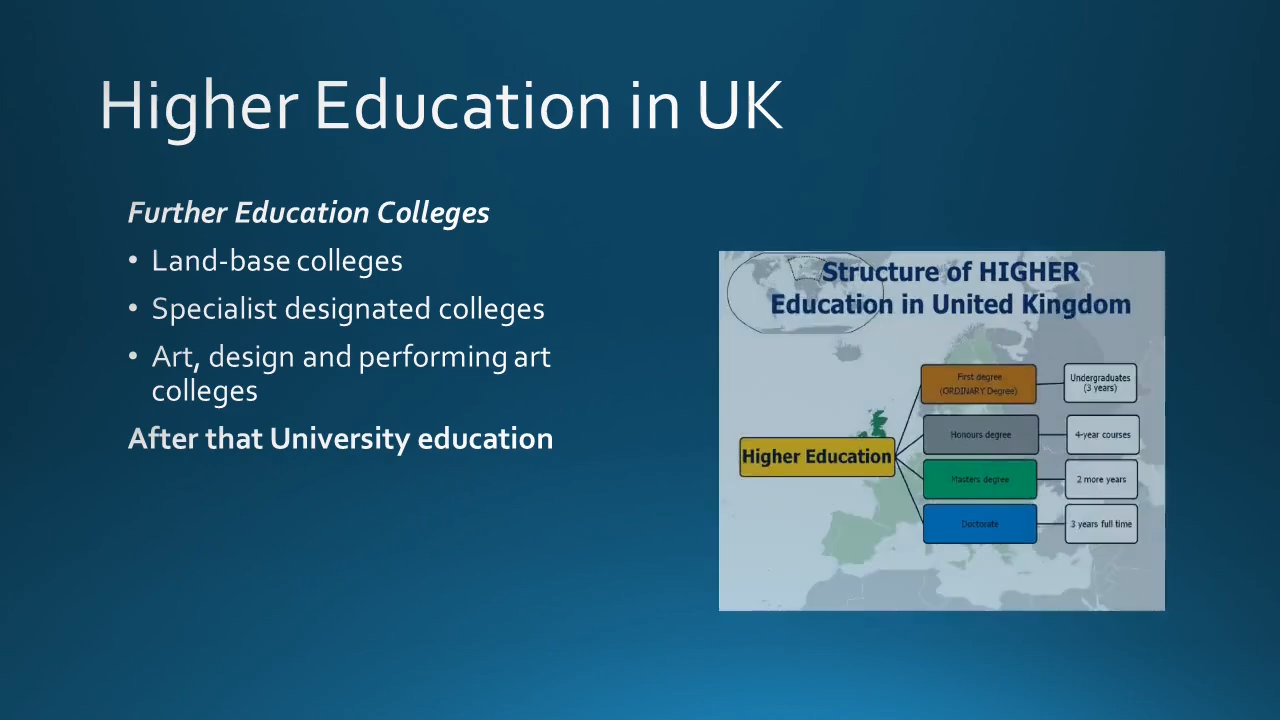 Higher Education in UK
Further Education Colleges
• Land-base colleges
• Specialist designated colleges
• Art, design and performing art
colleges
After that University education
Structure of HIGHER
Education in United Kingdom
Higher Education
First degree
(ORDINARY Degree)
Undergraduates
(3 years)
Honours degree
4-year courses
Masters degree
2 more years
Doctorate
3 years full time